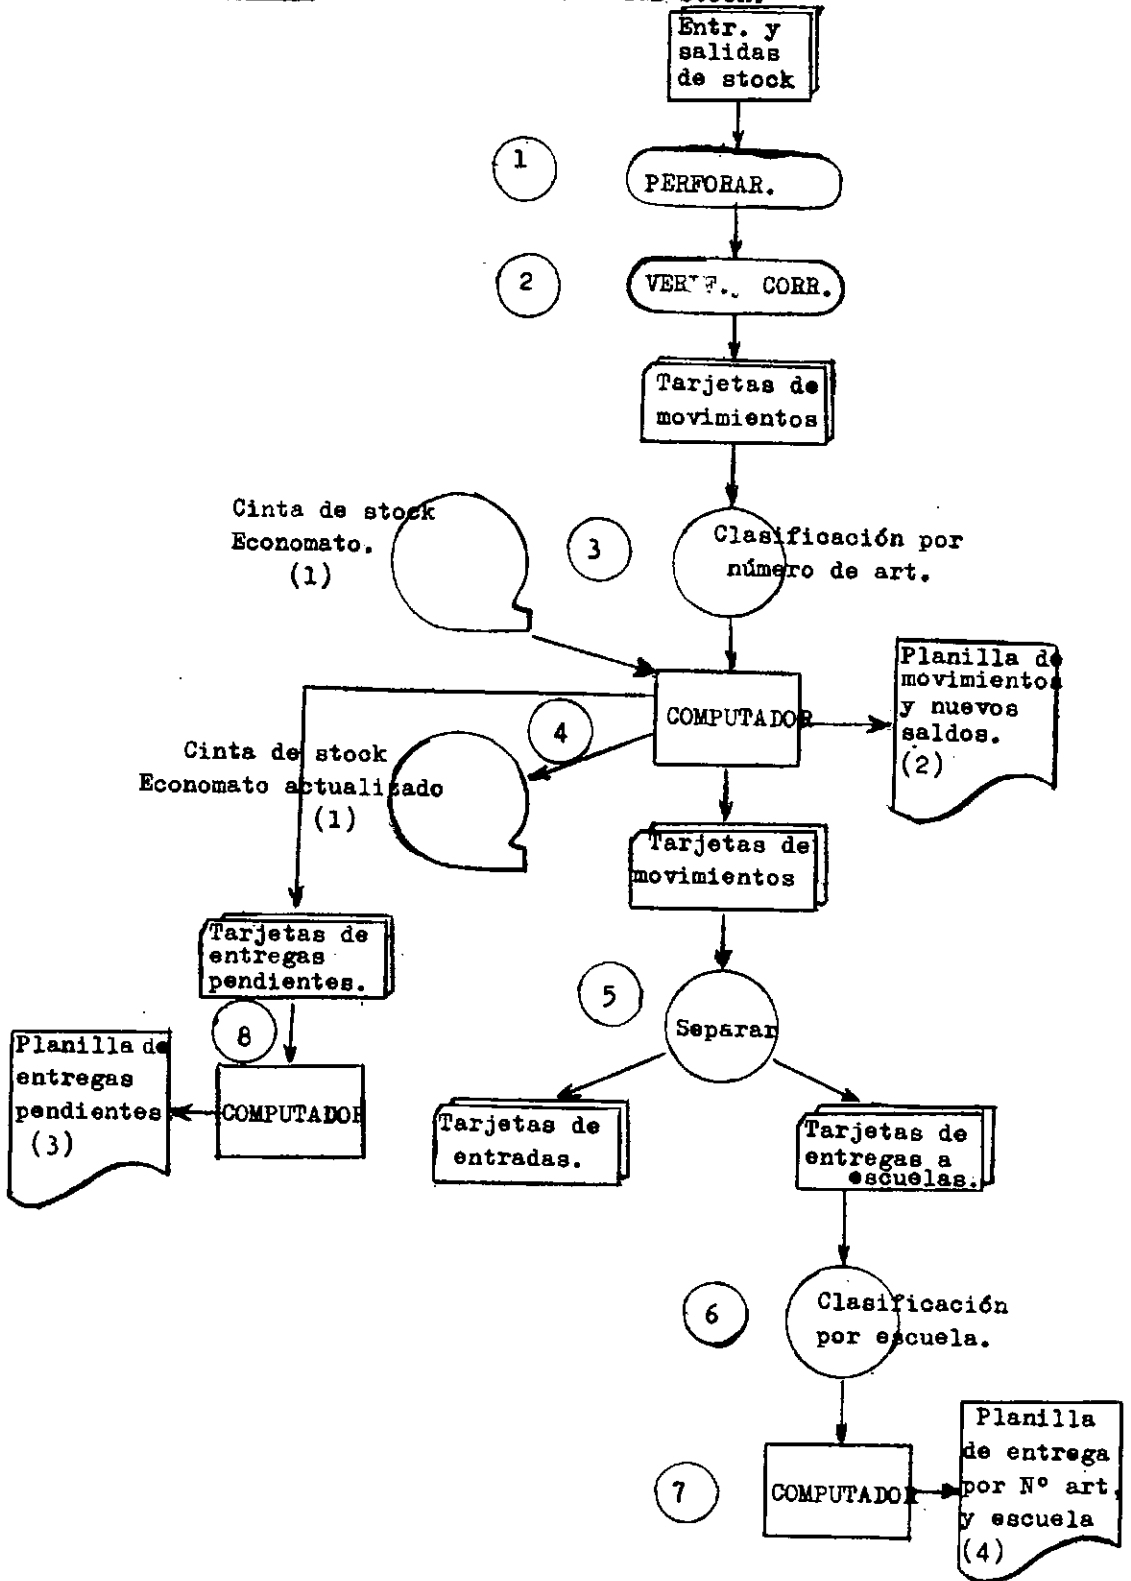 stock.
Entr. y
salidas
de stock
1
PERFORAR.
2
CORR.
Tarjetas de
movimientos
Cinta de stock
Economato.
(1)
3
Clasificación por
número de art.
COMPUTADOR
Planilla de
movimientos
y nuevos
saldos.
(2)
4
Cinta de stock
Economato actualizado
(1)
Tarjetas de
movimientos
Tarjetas de
entregas
pendientes.
5
Separar
8
Planilla de
entregas
pendientes
(3)
COMPUTADOR
Tarjetas de
entradas.
Tarjetas de
entregas a
escuelas.
6
Clasificación
por escuela.
7
COMPUTADOR
Planilla
de entrega
por Nº art.
y escuela
(4)